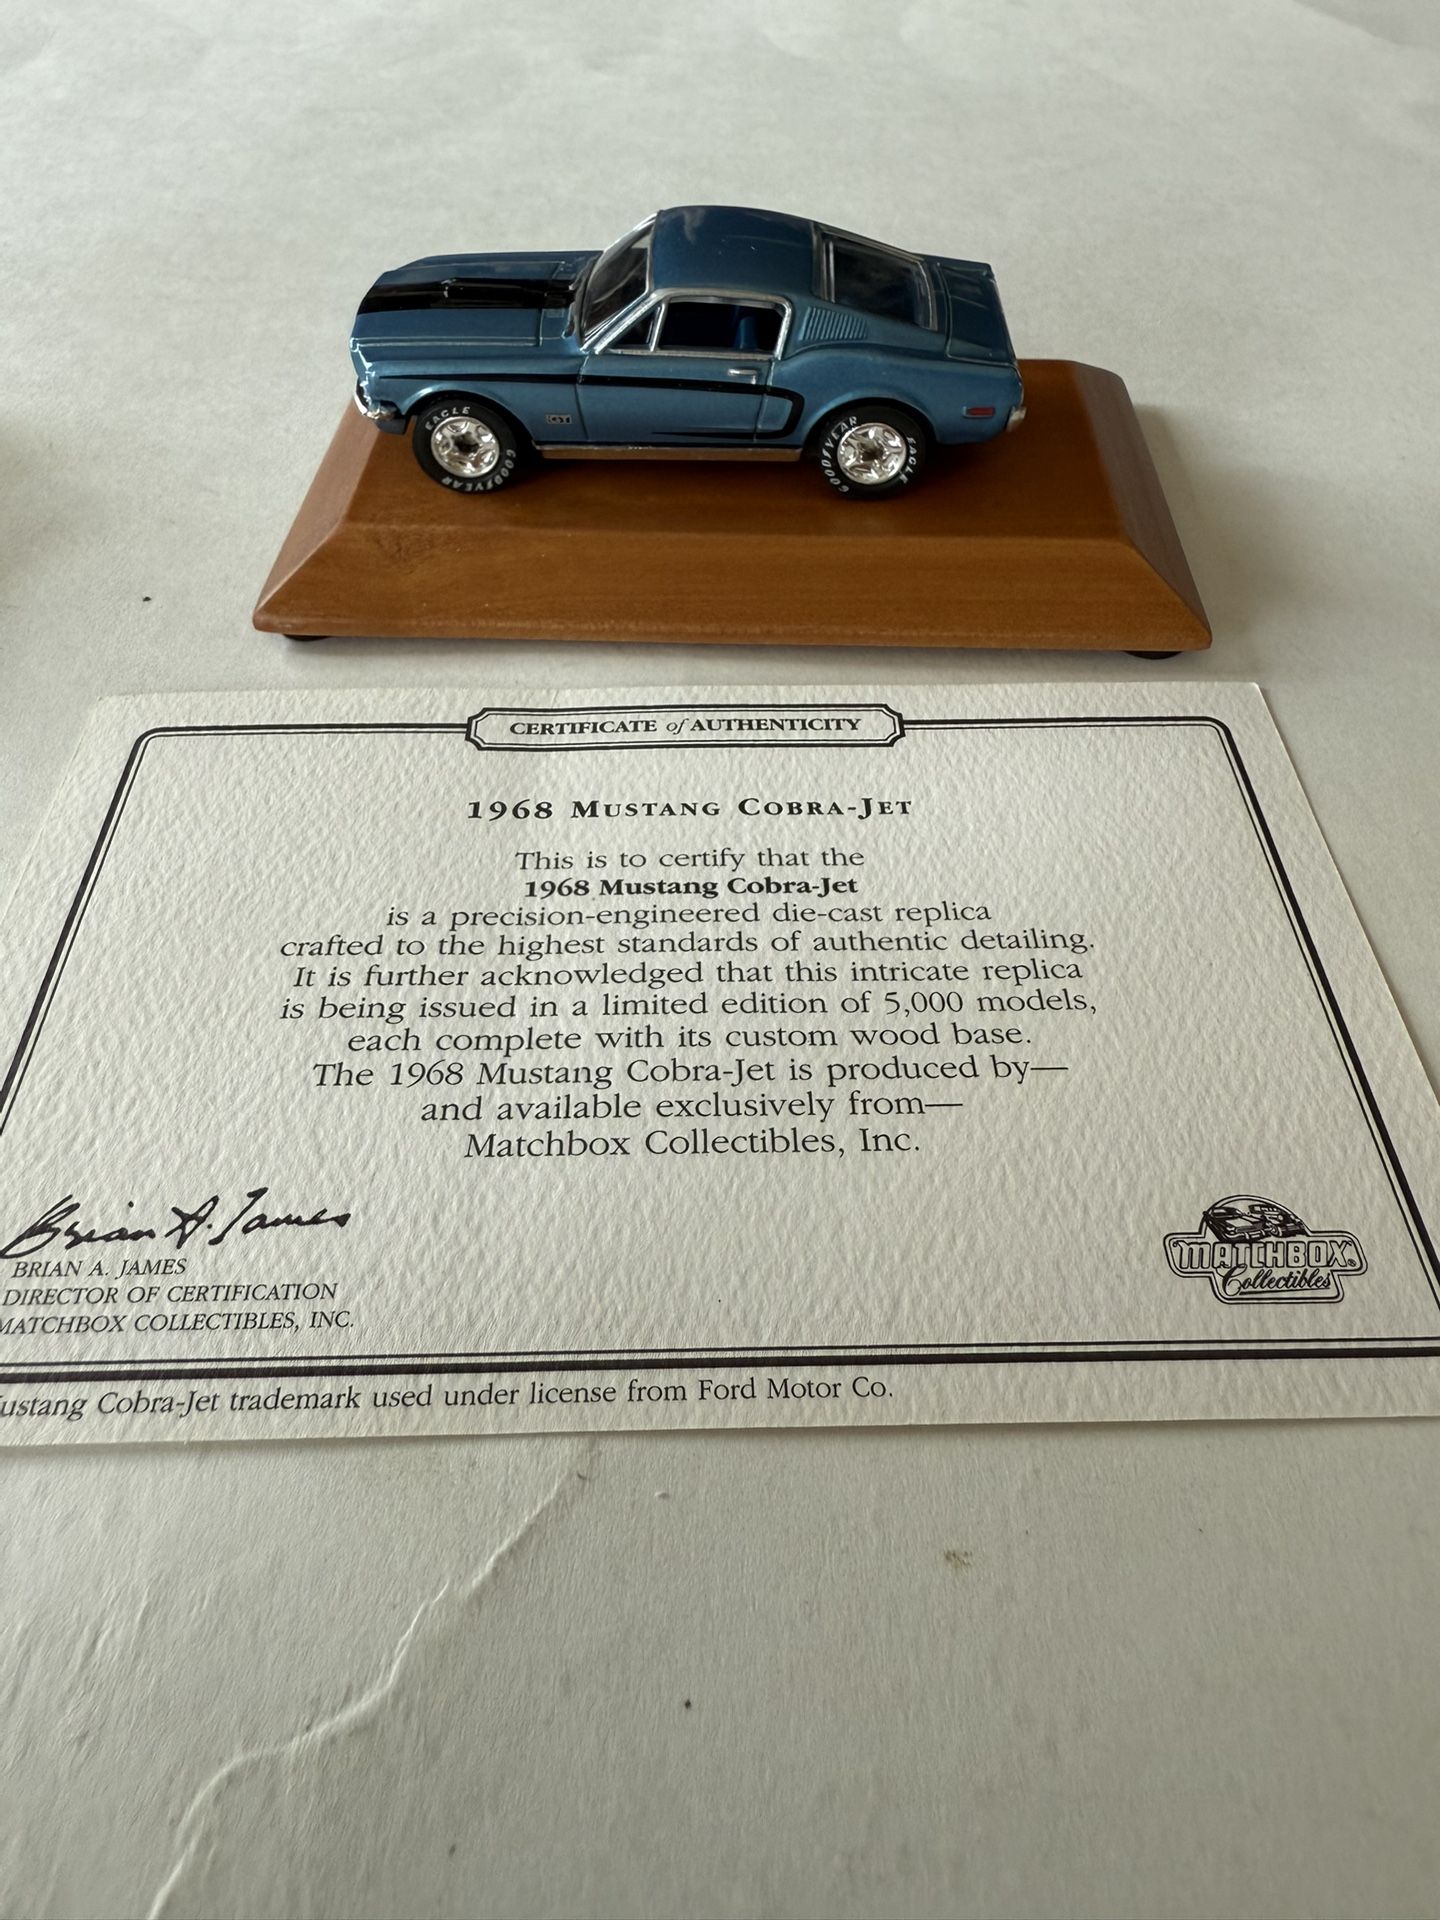 EAGLE
GOODYEAR
GT
GOODYEAR
EAGLE
CERTIFICATE of AUTHENTICITY
1968 MUSTANG COBRA-JET
This is to certify that the
1968 Mustang Cobra-Jet
is a precision-engineered die-cast replica
crafted to the highest standards of authentic detailing.
It is further acknowledged that this intricate replica
is being issued in a limited edition of 5,000 models,
each complete with its custom wood base.
The 1968 Mustang Cobra-Jet is produced by—
and available exclusively from—
Matchbox Collectibles, Inc.
Brian A. James
BRIAN A. JAMES
DIRECTOR OF CERTIFICATION
MATCHBOX COLLECTIBLES, INC.
MATCHBOX
Collectibles
ustang Cobra-Jet trademark used under license from Ford Motor Co.